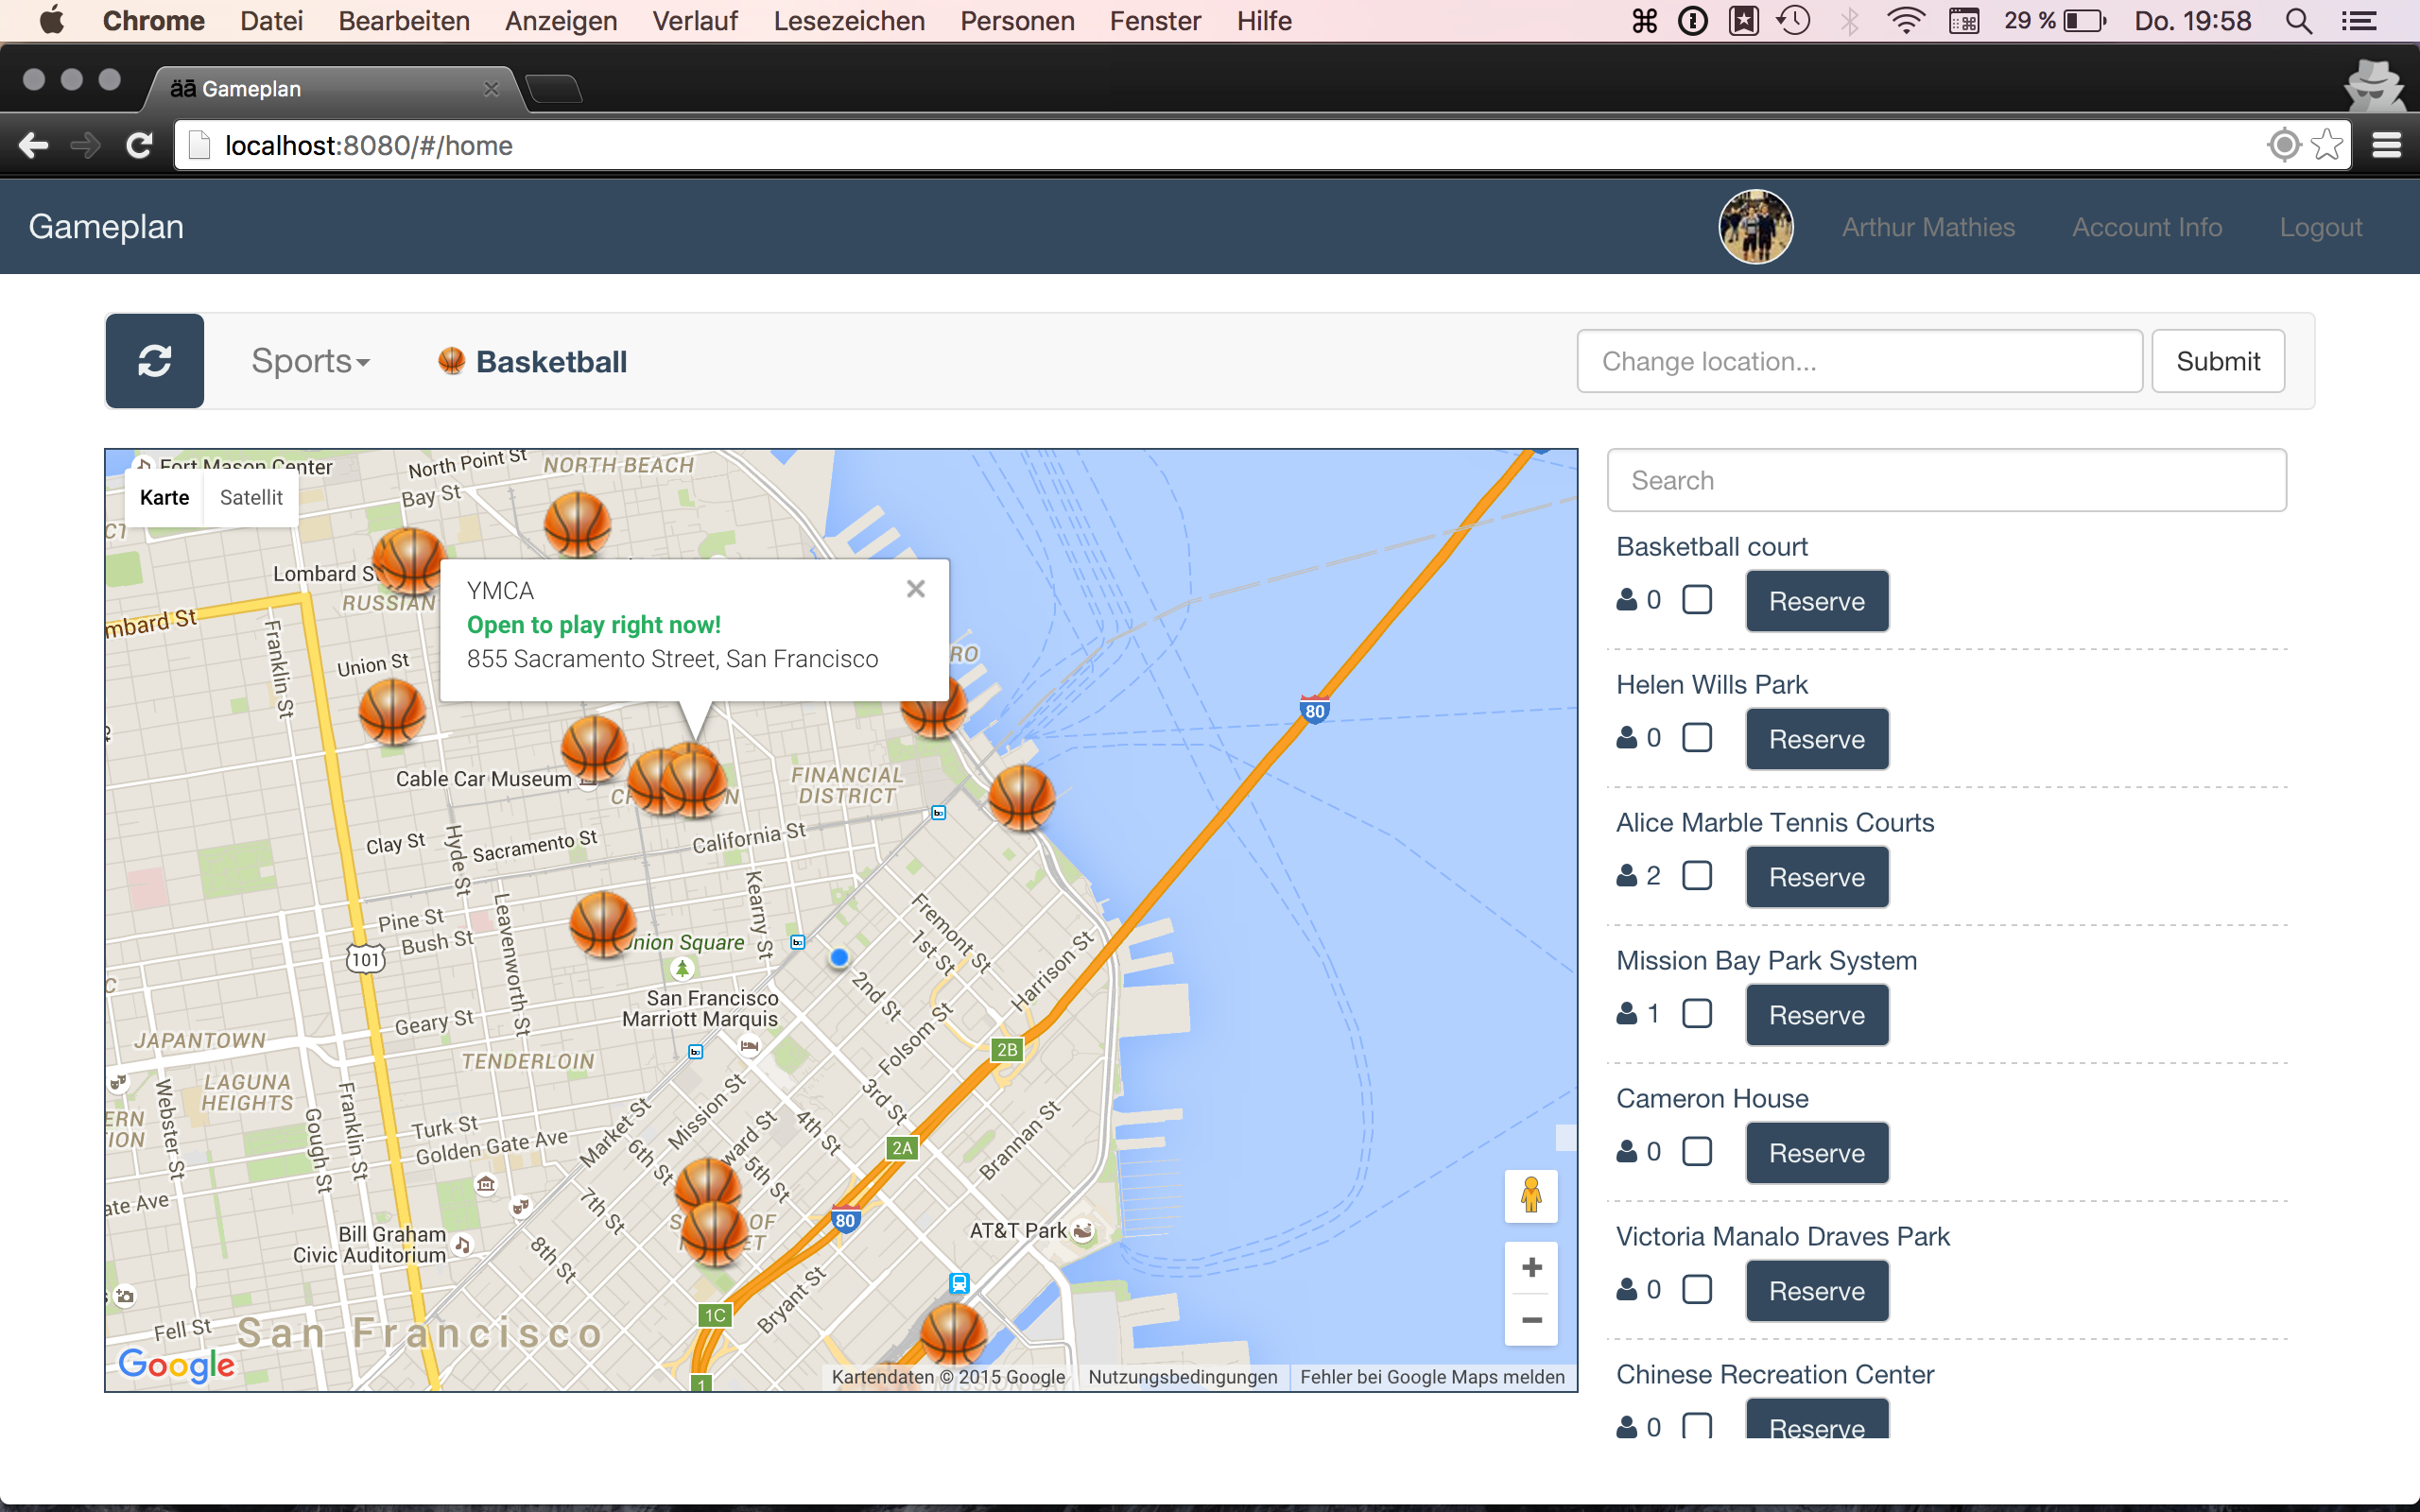 Chrome Datei Bearbeiten Anzeigen Verlauf Lesezeichen Personen Fenster Hilfe 29 % Do. 19:58
äā Gameplan
localhost:8080/#/home
Gameplan Arthur Mathies Account Info Logout
Sports Basketball Change location... Submit
Karte Satellit
Fort Mason Center
North Point St
NORTH BEACH
Bay St
Lombard St
RUSSIAN
mbard St
Franklin St
Union St
YMCA
Open to play right now!
855 Sacramento Street, San Francisco
RO
80
Cable Car Museum
FINANCIAL
DISTRICT
Clay St
Hyde St
Sacramento St
California St
Kearny St
Leavenworth St
Pine St
Bush St
Union Square
101
Fremont St
1st St
Harrison St
2nd St
San Francisco
Marriott Marquis
Geary St
Folsom St
2B
JAPANTOWN
TENDERLOIN
LAGUNA
HEIGHTS
ERN
ION
Webster St
Gough St
Franklin St
Turk St
Golden Gate Ave
Market St
Mission St
3rd St
4th St
ward St
5th St
6th St
7th St
8th St
2A
Brannan St
ate Ave
80
AT&T Park
Bill Graham
Civic Auditorium
S OF
ET
1C
Bryant St
Fell St
San Francisco
1
Google
Kartendaten © 2015 Google Nutzungsbedingungen Fehler bei Google Maps melden
Search
Basketball court
0 Reserve
Helen Wills Park
0 Reserve
Alice Marble Tennis Courts
2 Reserve
Mission Bay Park System
1 Reserve
Cameron House
0 Reserve
Victoria Manalo Draves Park
0 Reserve
Chinese Recreation Center
0 Reserve